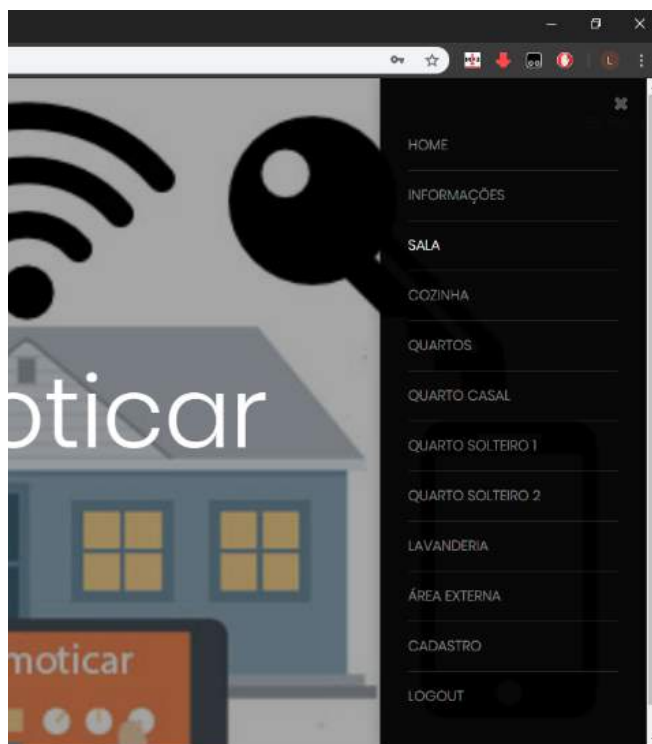 HOME
INFORMAÇÕES
SALA
COZINHA
QUARTOS
QUARTO CASAL
QUARTO SOLTEIRO 1
QUARTO SOLTEIRO 2
LAVANDERIA
ÁREA EXTERNA
CADASTRO
LOGOUT
oticar
moticar
L